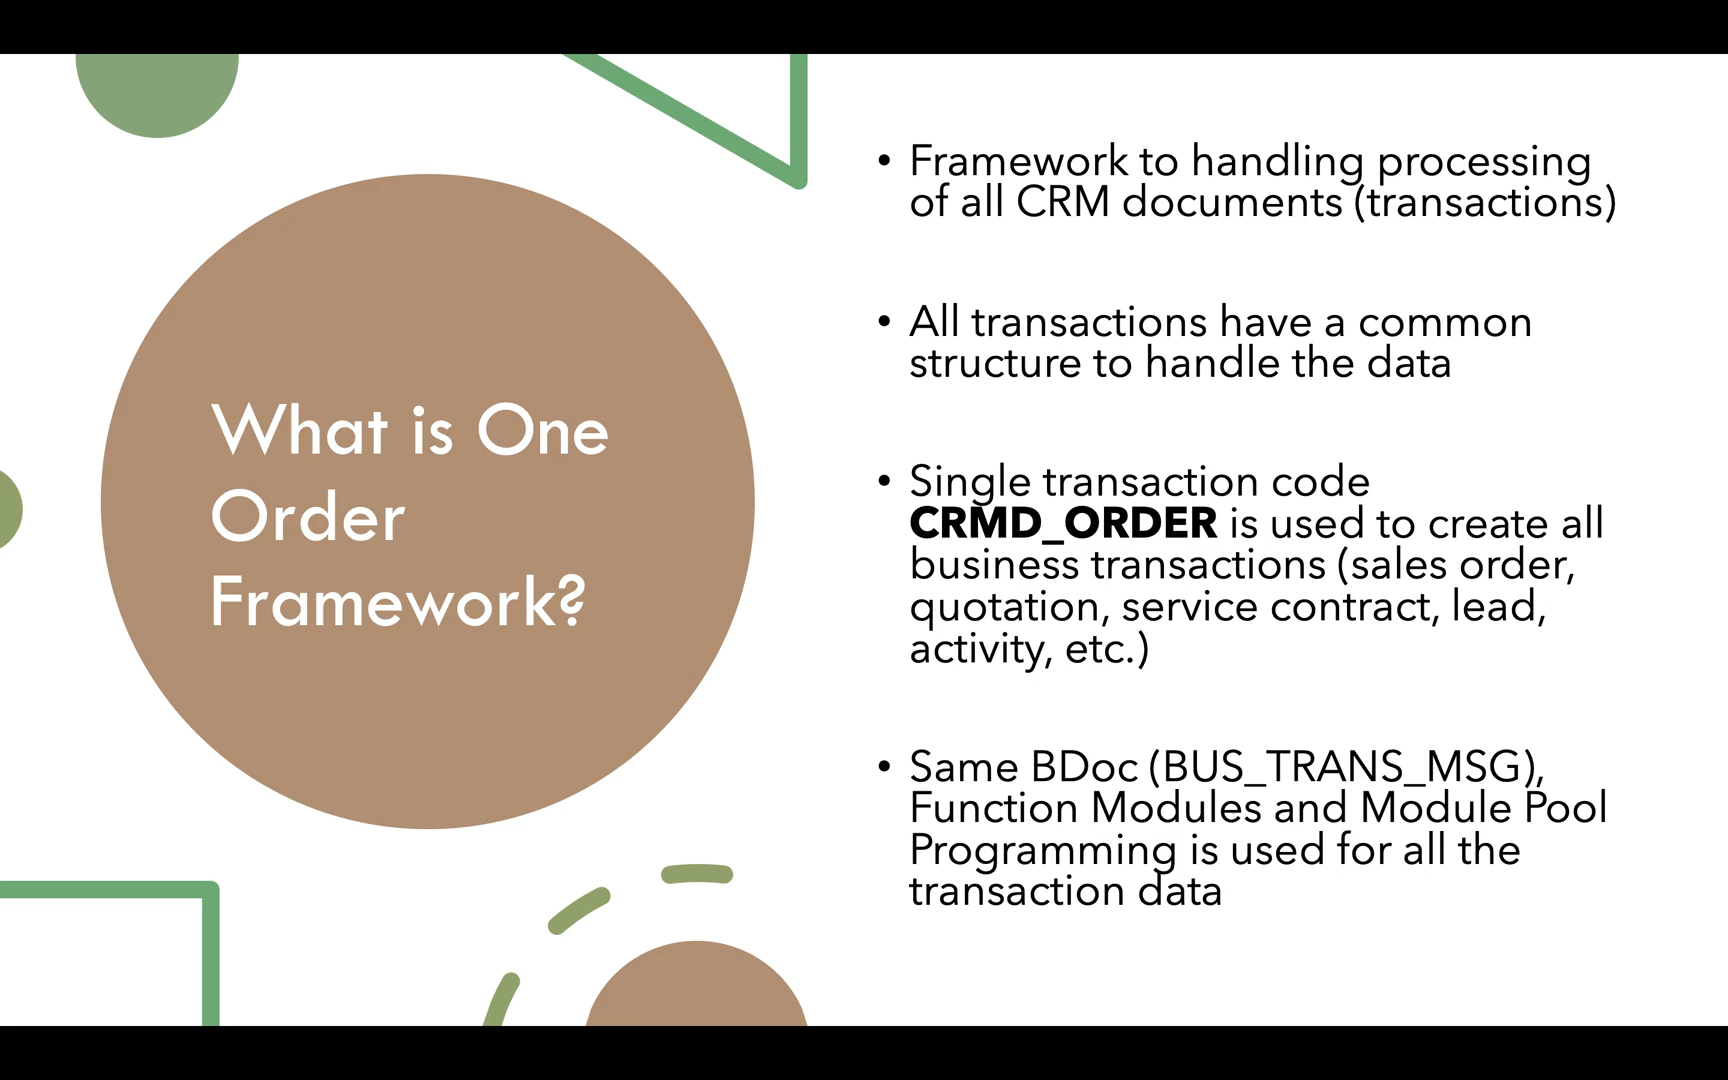 What is One
Order
Framework?
• Framework to handling processing
of all CRM documents (transactions)
• All transactions have a common
structure to handle the data
• Single transaction code
CRMD_ORDER is used to create all
business transactions (sales order,
quotation, service contract, lead,
activity, etc.)
• Same BDoc (BUS_TRANS_MSG),
Function Modules and Module Pool
Programming is used for all the
transaction data